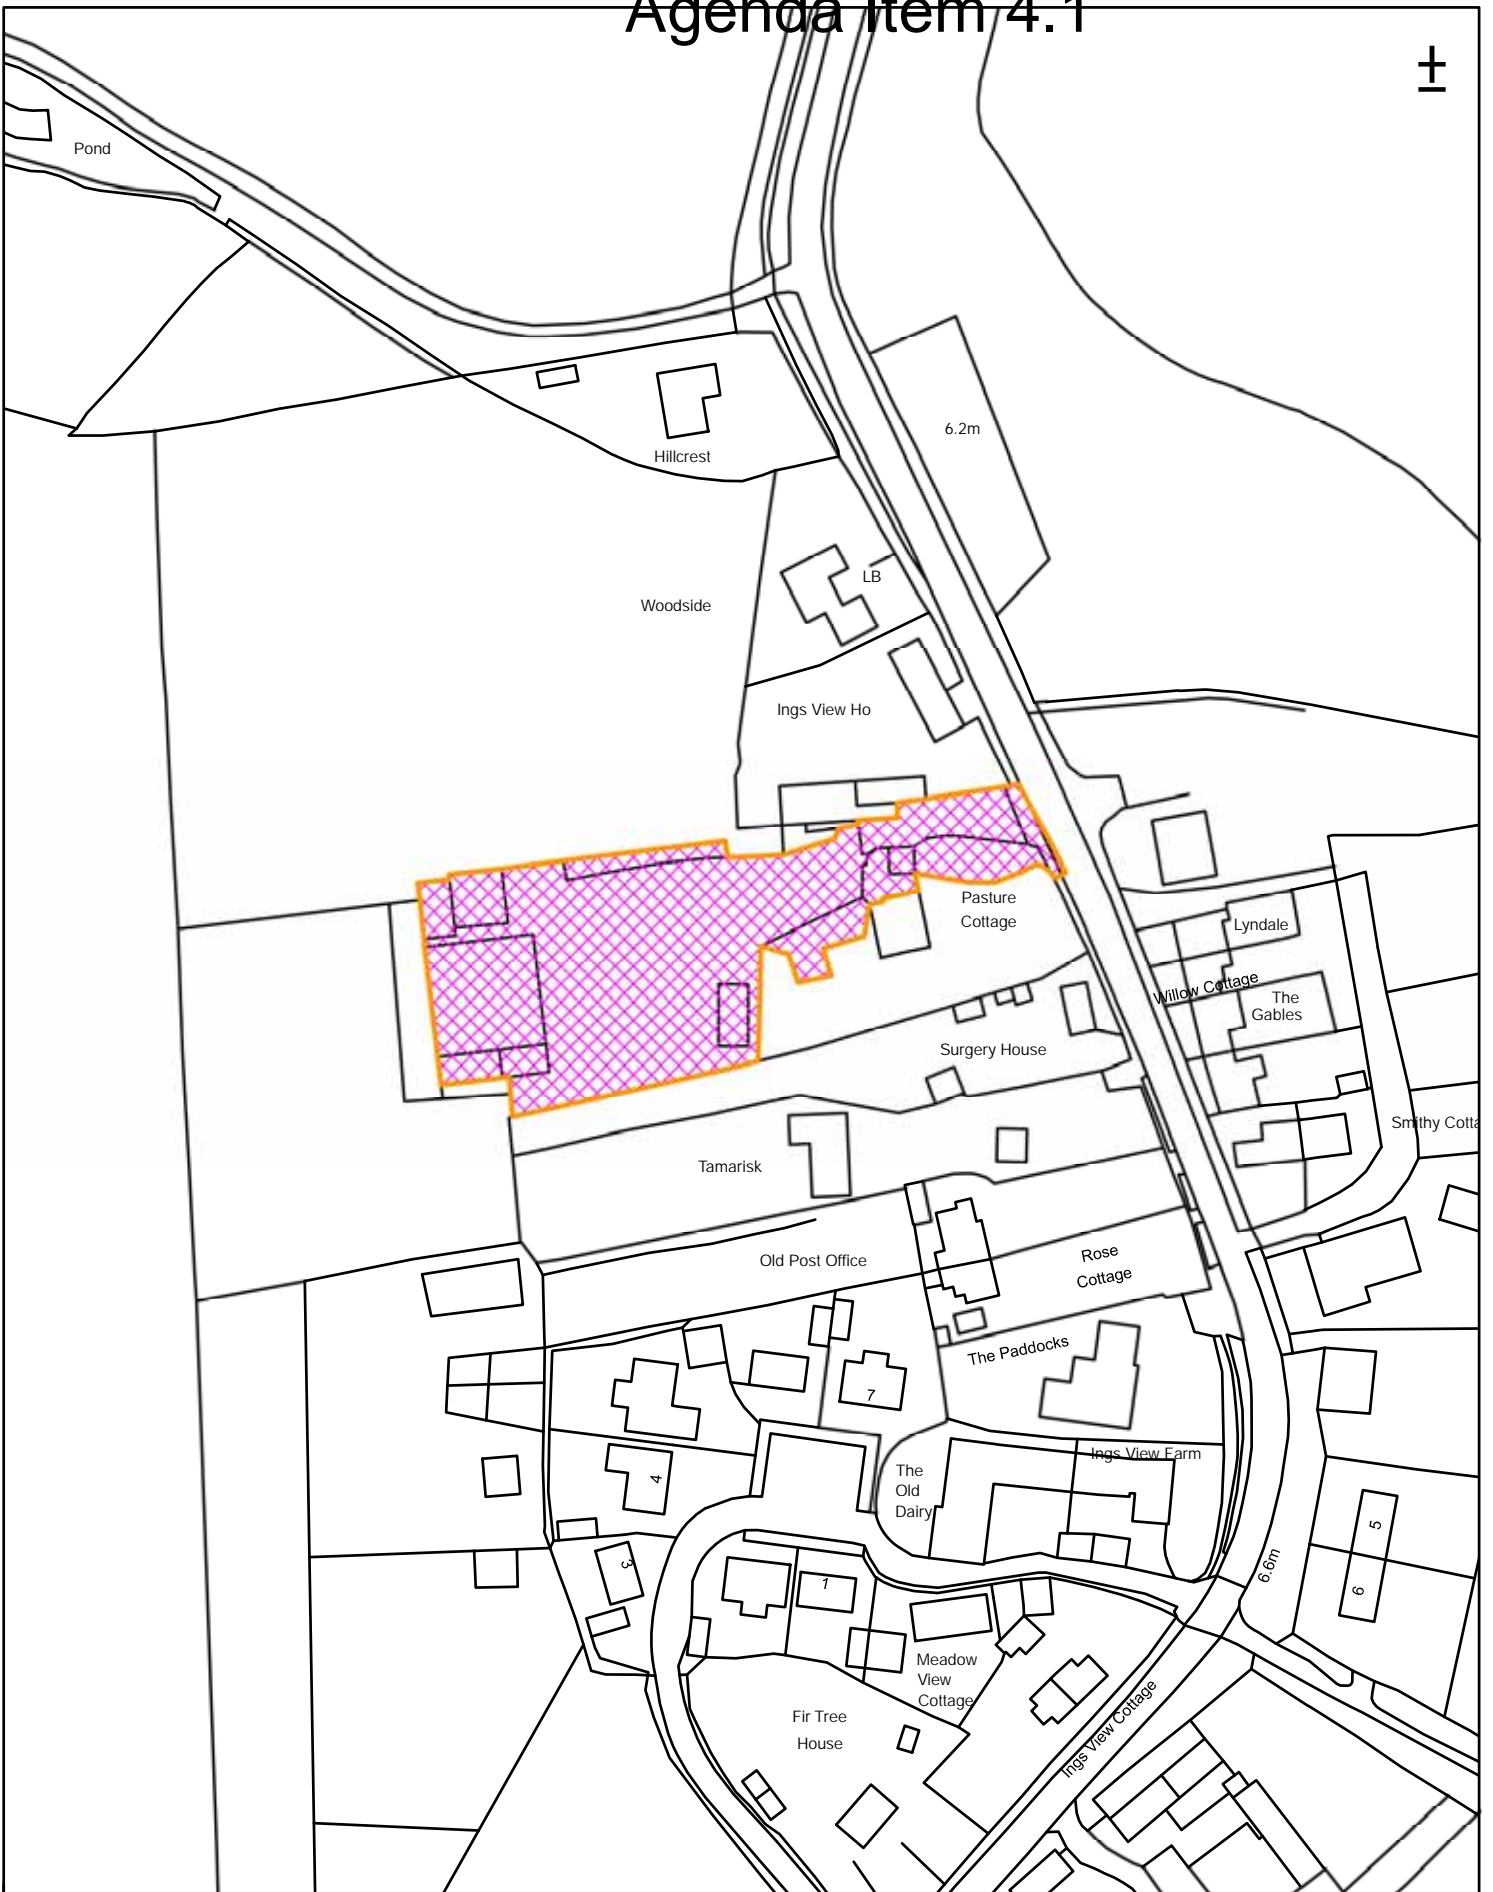 Agenda Item 4.1
±
Pond
Hillcrest
6.2m
LB
Woodside
Ings View Ho
Pasture
Cottage
Lyndale
Willow Cottage
The
Gables
Surgery House
Smithy Cotta
Tamarisk
Old Post Office
Rose
Cottage
The Paddocks
7
Ings View Farm
4
The
Old
Dairy
5
3
6.6m
1
6
Meadow
View
Cottage
Fir Tree
House
Ings View Cottage